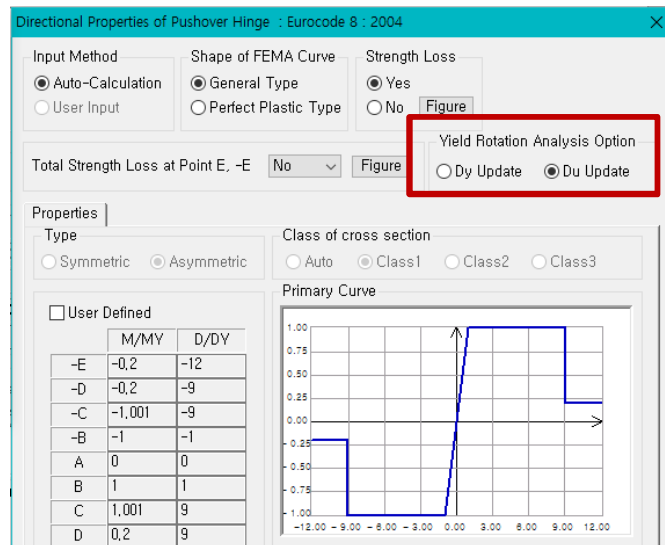 Directional Properties of Pushover Hinge : Eurocode 8 : 2004
Input Method
Auto-Calculation
User Input
Shape of FEMA Curve
General Type
Perfect Plastic Type
Strength Loss
Yes
No Figure
Total Strength Loss at Point E, -E No Figure
Yield Rotation Analysis Option
Dy Update Du Update
Properties
Type
Symmetric Asymmetric
Class of cross section
Auto Class1 Class2 Class3
User Defined
M/MY D/DY
-E -0,2 -12
-D -0,2 -9
-C -1,001 -9
-B -1 -1
A 0 0
B 1 1
C 1,001 9
D 0,2 9
Primary Curve
1.00
0.75
0.50
0.25
0.00
-0.25
-0.50
-0.75
-1.00
-12.00 -9.00 -6.00 -3.00 0.00 3.00 6.00 9.00 12.00